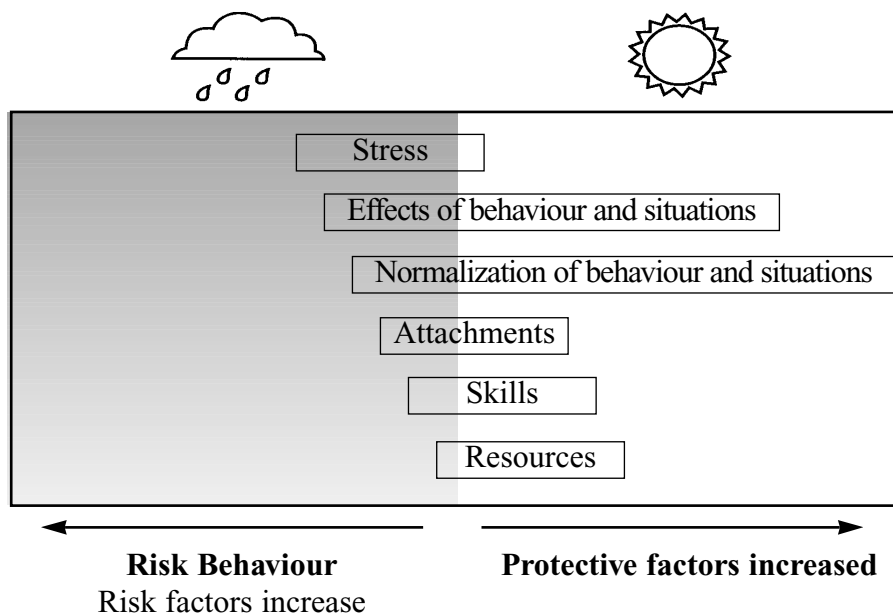 Stress
Effects of behaviour and situations
Normalization of behaviour and situations
Attachments
Skills
Resources
Risk Behaviour
Risk factors increase
Protective factors increased